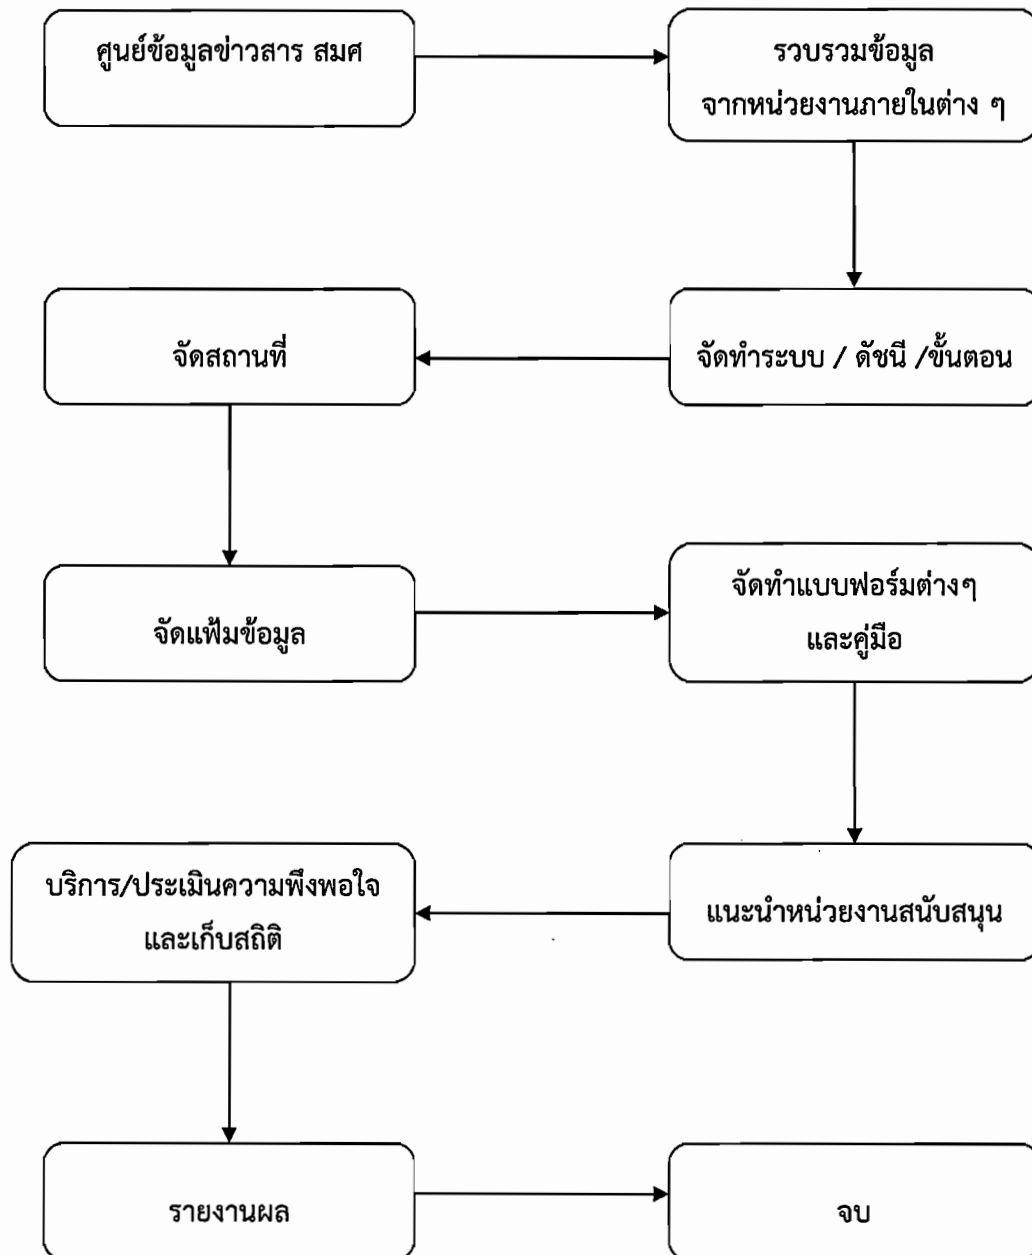 ศูนย์ข้อมูลข่าวสาร สมศ
รวบรวมข้อมูล
จากหน่วยงานภายในต่าง ๆ
จัดทำระบบ / ดัชนี /ขั้นตอน
จัดสถานที่
จัดแฟ้มข้อมูล
จัดทำแบบฟอร์มต่างๆ
และคู่มือ
แนะนำหน่วยงานสนับสนุน
บริการ/ประเมินความพึงพอใจ
และเก็บสถิติ
รายงานผล
จบ